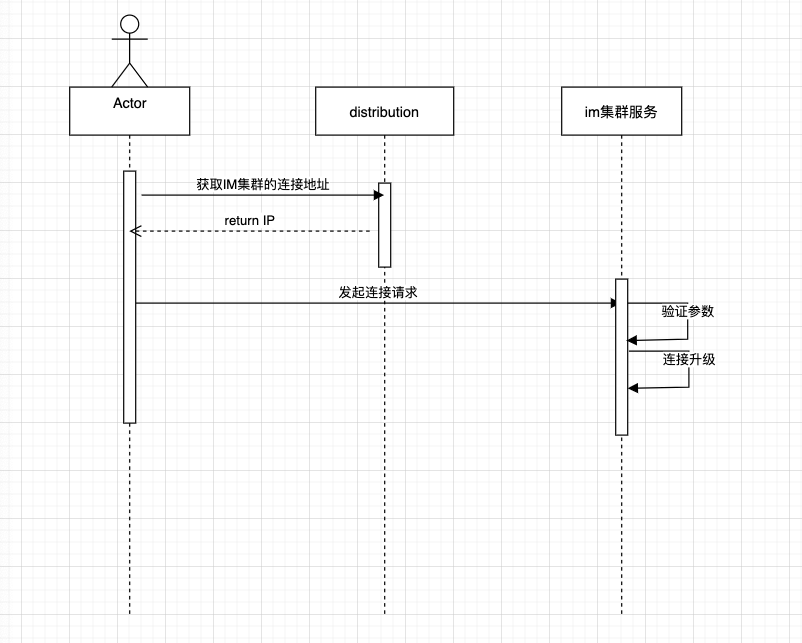 Actor
distribution
im集群服务
获取IM集群的连接地址
return IP
发起连接请求
验证参数
连接升级